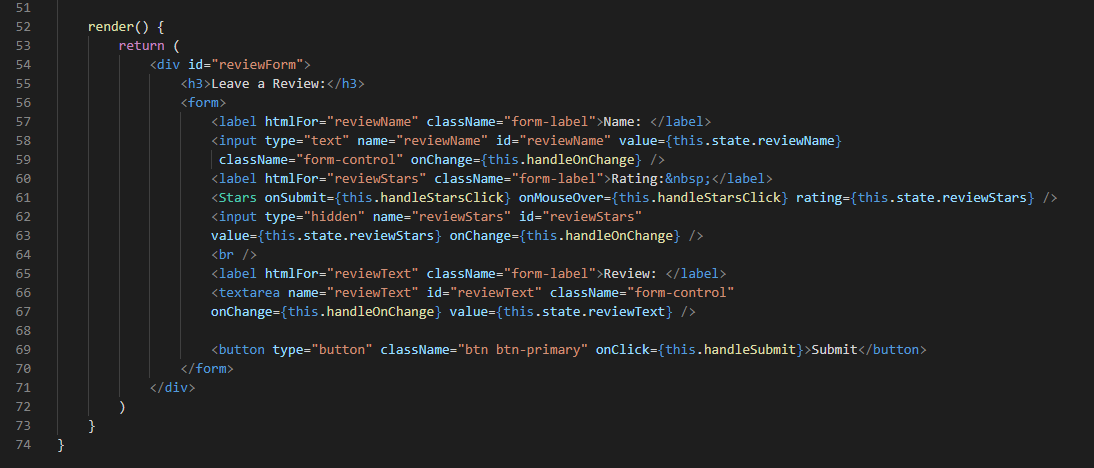 51
52 render() {
53 return (
54 <div id="reviewForm">
55 <h3>Leave a Review:</h3>
56 <form>
57 <label htmlFor="reviewName" className="form-label">Name: </label>
58 <input type="text" name="reviewName" id="reviewName" value={this.state.reviewName}
59 className="form-control" onChange={this.handleOnChange} />
60 <label htmlFor="reviewStars" className="form-label">Rating:&nbsp;</label>
61 <Stars onSubmit={this.handleStarsClick} onMouseOver={this.handleStarsClick} rating={this.state.reviewStars} />
62 <input type="hidden" name="reviewStars" id="reviewStars"
63 value={this.state.reviewStars} onChange={this.handleOnChange} />
64 <br />
65 <label htmlFor="reviewText" className="form-label">Review: </label>
66 <textarea name="reviewText" id="reviewText" className="form-control"
67 onChange={this.handleOnChange} value={this.state.reviewText} />
68
69 <button type="button" className="btn btn-primary" onClick={this.handleSubmit}>Submit</button>
70 </form>
71 </div>
72 )
73 }
74 }